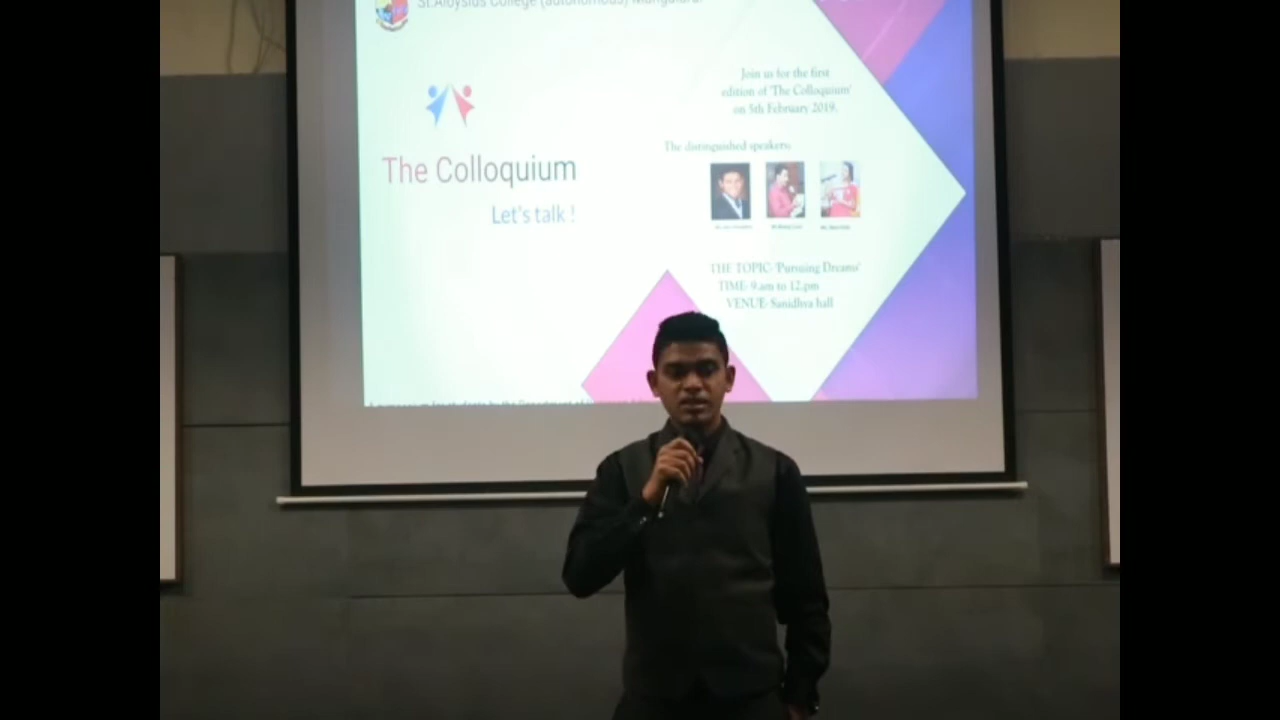 St.Aloysius College (autonomous) Mangaluru.
Join us for the first
edition of 'The Colloquium'
on 5th February 2019.
The Colloquium
Let's talk !
The distinguished speakers:
THE TOPIC-'Pursuing Dreams'
TIME- 9.am to 12.pm
VENUE- Sanidhya hall